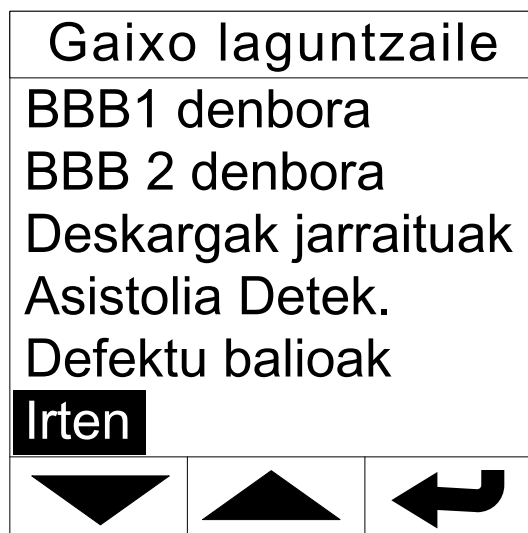 Gaixo laguntzaile
BBB1 denbora
BBB 2 denbora
Deskargak jarraituak
Asistolia Detek.
Defektu balioak
Irten